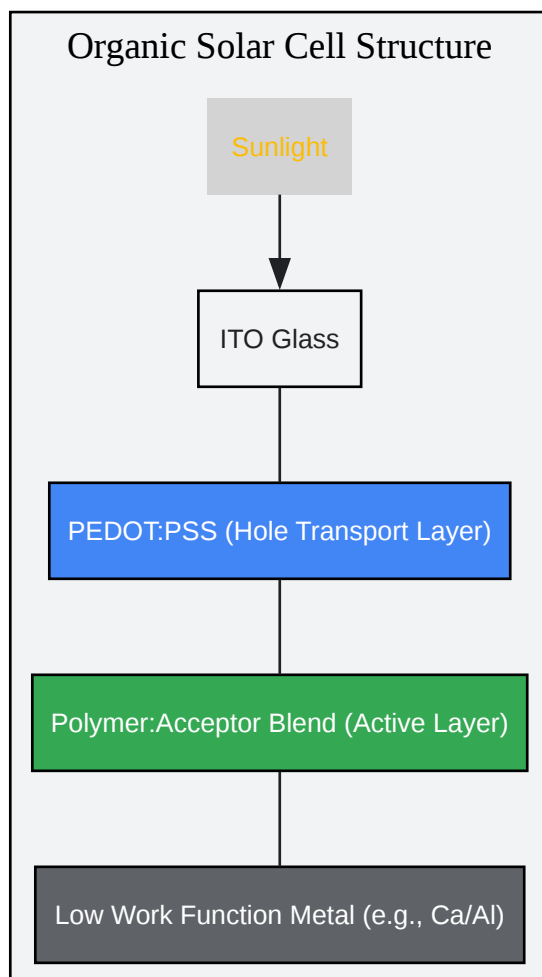 Organic Solar Cell Structure
Sunlight
ITO Glass
PEDOT:PSS (Hole Transport Layer)
Polymer:Acceptor Blend (Active Layer)
Low Work Function Metal (e.g., Ca/Al)